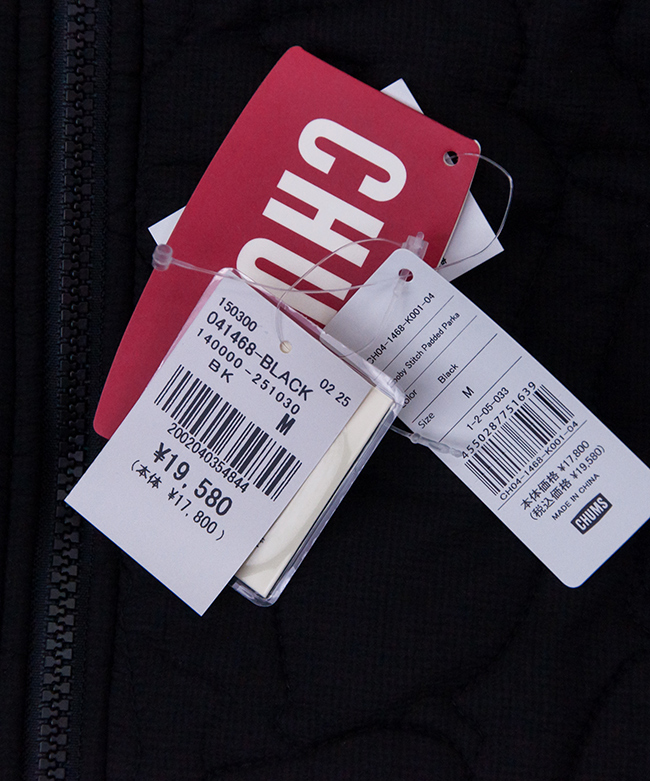 CHU
150300
041468-BLACK 02 25
140000-251030
BK M
2002040354844
¥19,580
(本体 ¥17,800)
CH04-1468-K001-04
Stitch Padded Parka
Black
Size M
1-2-05-033
4550287751639
CH04-1468-K001-04
本体価格 ¥17,800
(税込価格 ¥19,580)
MADE IN CHINA
CHUMS